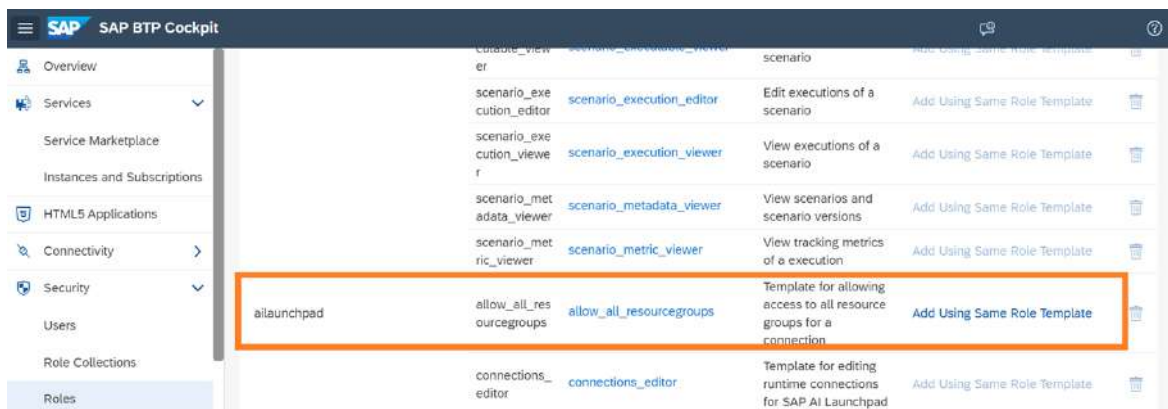 SAP SAP BTP Cockpit
Overview
Services
Service Marketplace
Instances and Subscriptions
HTML5 Applications
Connectivity
Security
Users
Role Collections
Roles
er
scenario
scenario_exe
cution_editor
scenario_execution_editor
Edit executions of a
scenario
Add Using Same Role Template
scenario_exe
cution_viewe
r
scenario_execution_viewer
View executions of a
scenario
Add Using Same Role Template
scenario_met
adata_viewer
scenario_metadata_viewer
View scenarios and
scenario versions
Add Using Same Role Template
scenario_met
ric_viewer
scenario_metric_viewer
View tracking metrics
of a execution
Add Using Same Role Template
ailaunchpad
allow_all_res
ourcegroups
allow_all_resourcegroups
Template for allowing
access to all resource
groups for a
connection
Add Using Same Role Template
connections_
editor
connections_editor
Template for editing
runtime connections
for SAP AI Launchpad
Add Using Same Role Template